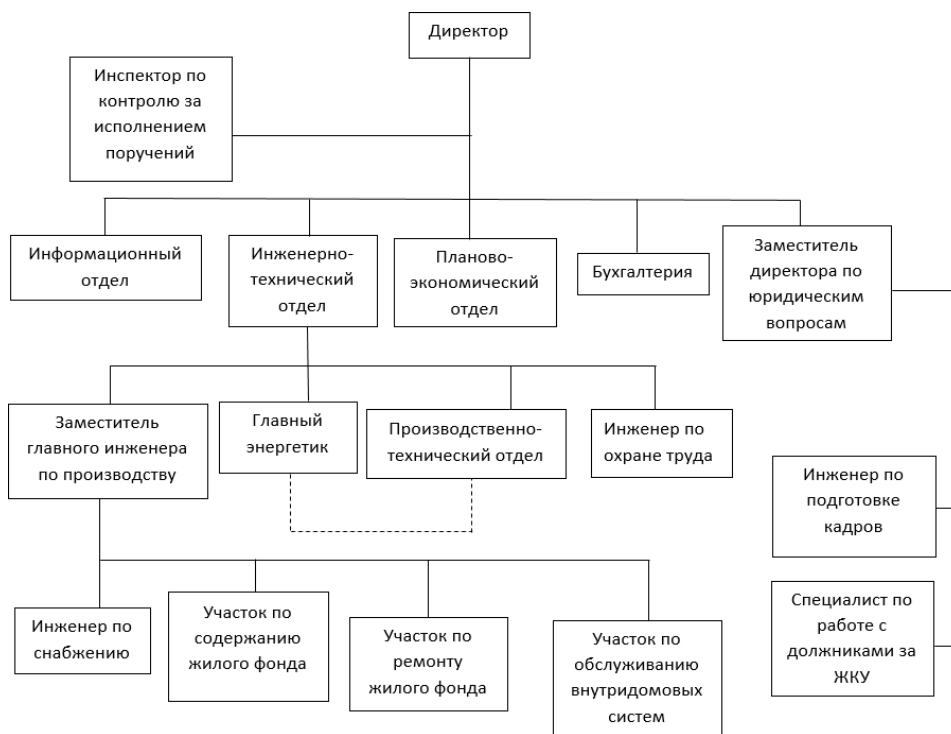 Директор
Инспектор по
контролю за
исполнением
поручений
Информационный
отдел
Инженерно-
технический
отдел
Планово-
экономический
отдел
Бухгалтерия
Заместитель
директора по
юридическим
вопросам
Заместитель
главного инженера
по производству
Главный
энергетик
Производственно-
технический отдел
Инженер по
охране труда
Инженер по
подготовке
кадров
Инженер по
снабжению
Участок по
содержанию
жилого фонда
Участок по
ремонту
жилого фонда
Участок по
обслуживанию
внутридомовых
систем
Специалист по
работе с
должниками за
ЖКУ